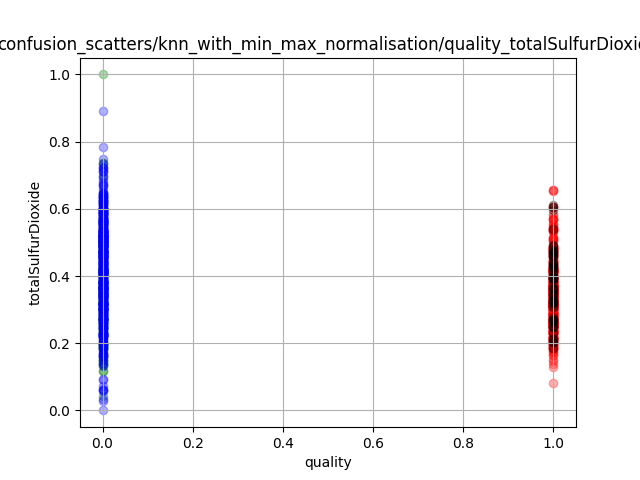 confusion_scatters/knn_with_min_max_normalisation/quality_totalSulfurDioxi
1.0
0.8
0.6
0.4
0.2
0.0
totalSulfurDioxide
0.0 0.2 0.4 0.6 0.8 1.0
quality